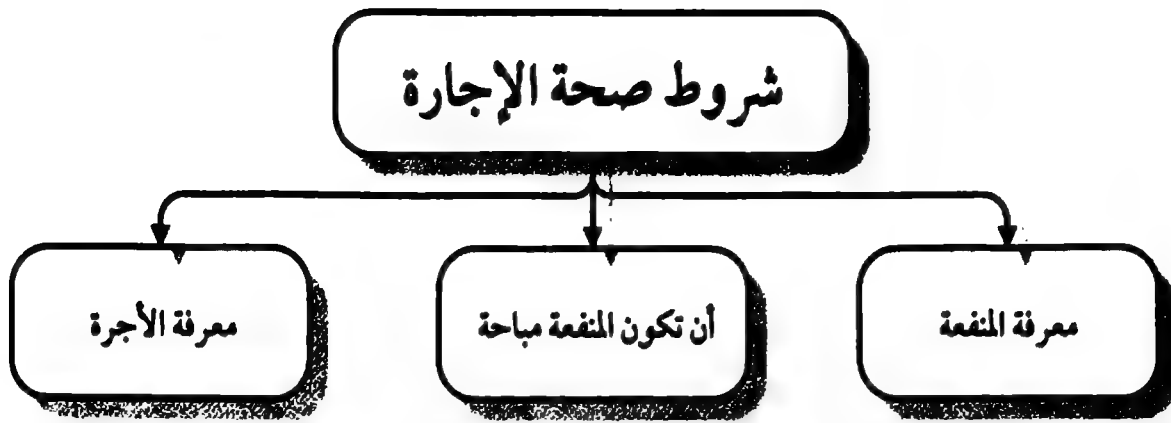 شروط صحة الإجارة
معرفة المنفعة
أن تكون المنفعة مباحة
معرفة الأجرة